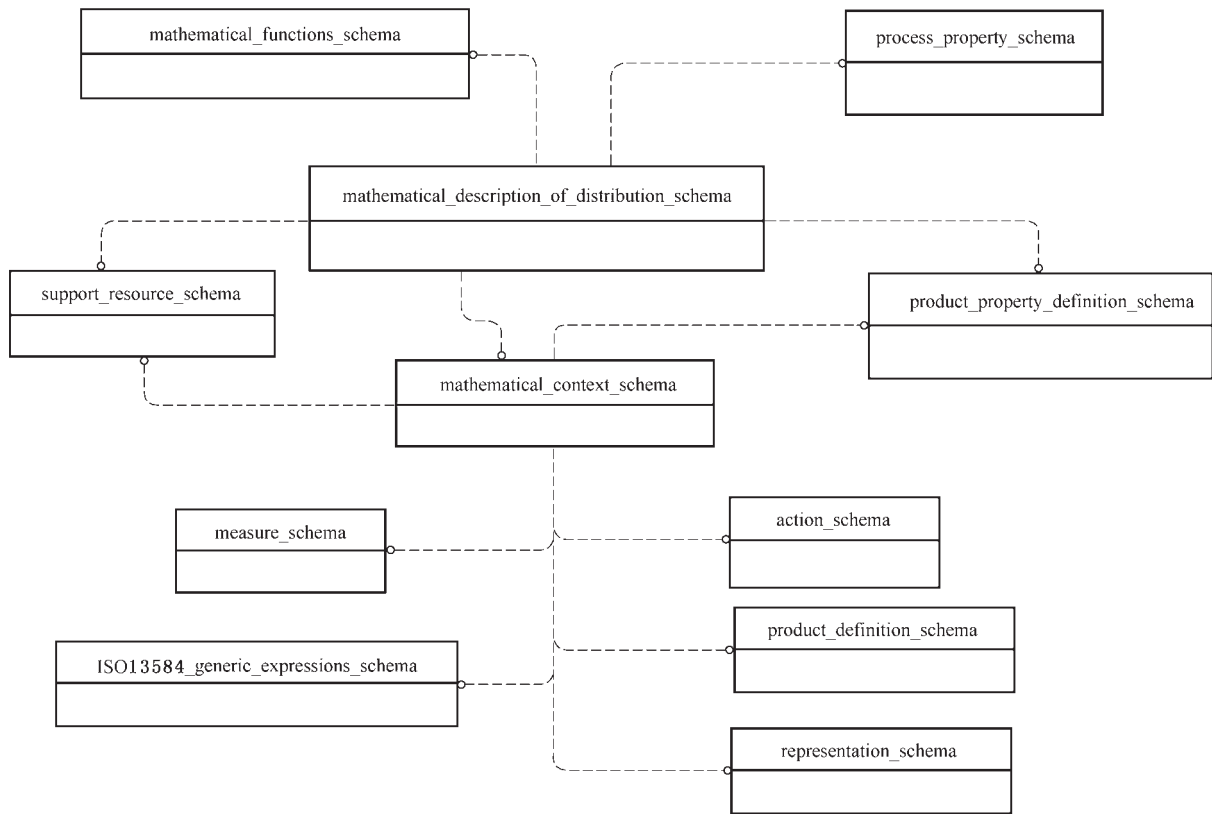 mathematical_functions_schema
process_property_schema
mathematical_description_of_distribution_schema
support_resource_schema
product_property_definition_schema
mathematical_context_schema
measure_schema
action_schema
product_definition_schema
ISO13584_generic_expressions_schema
representation_schema